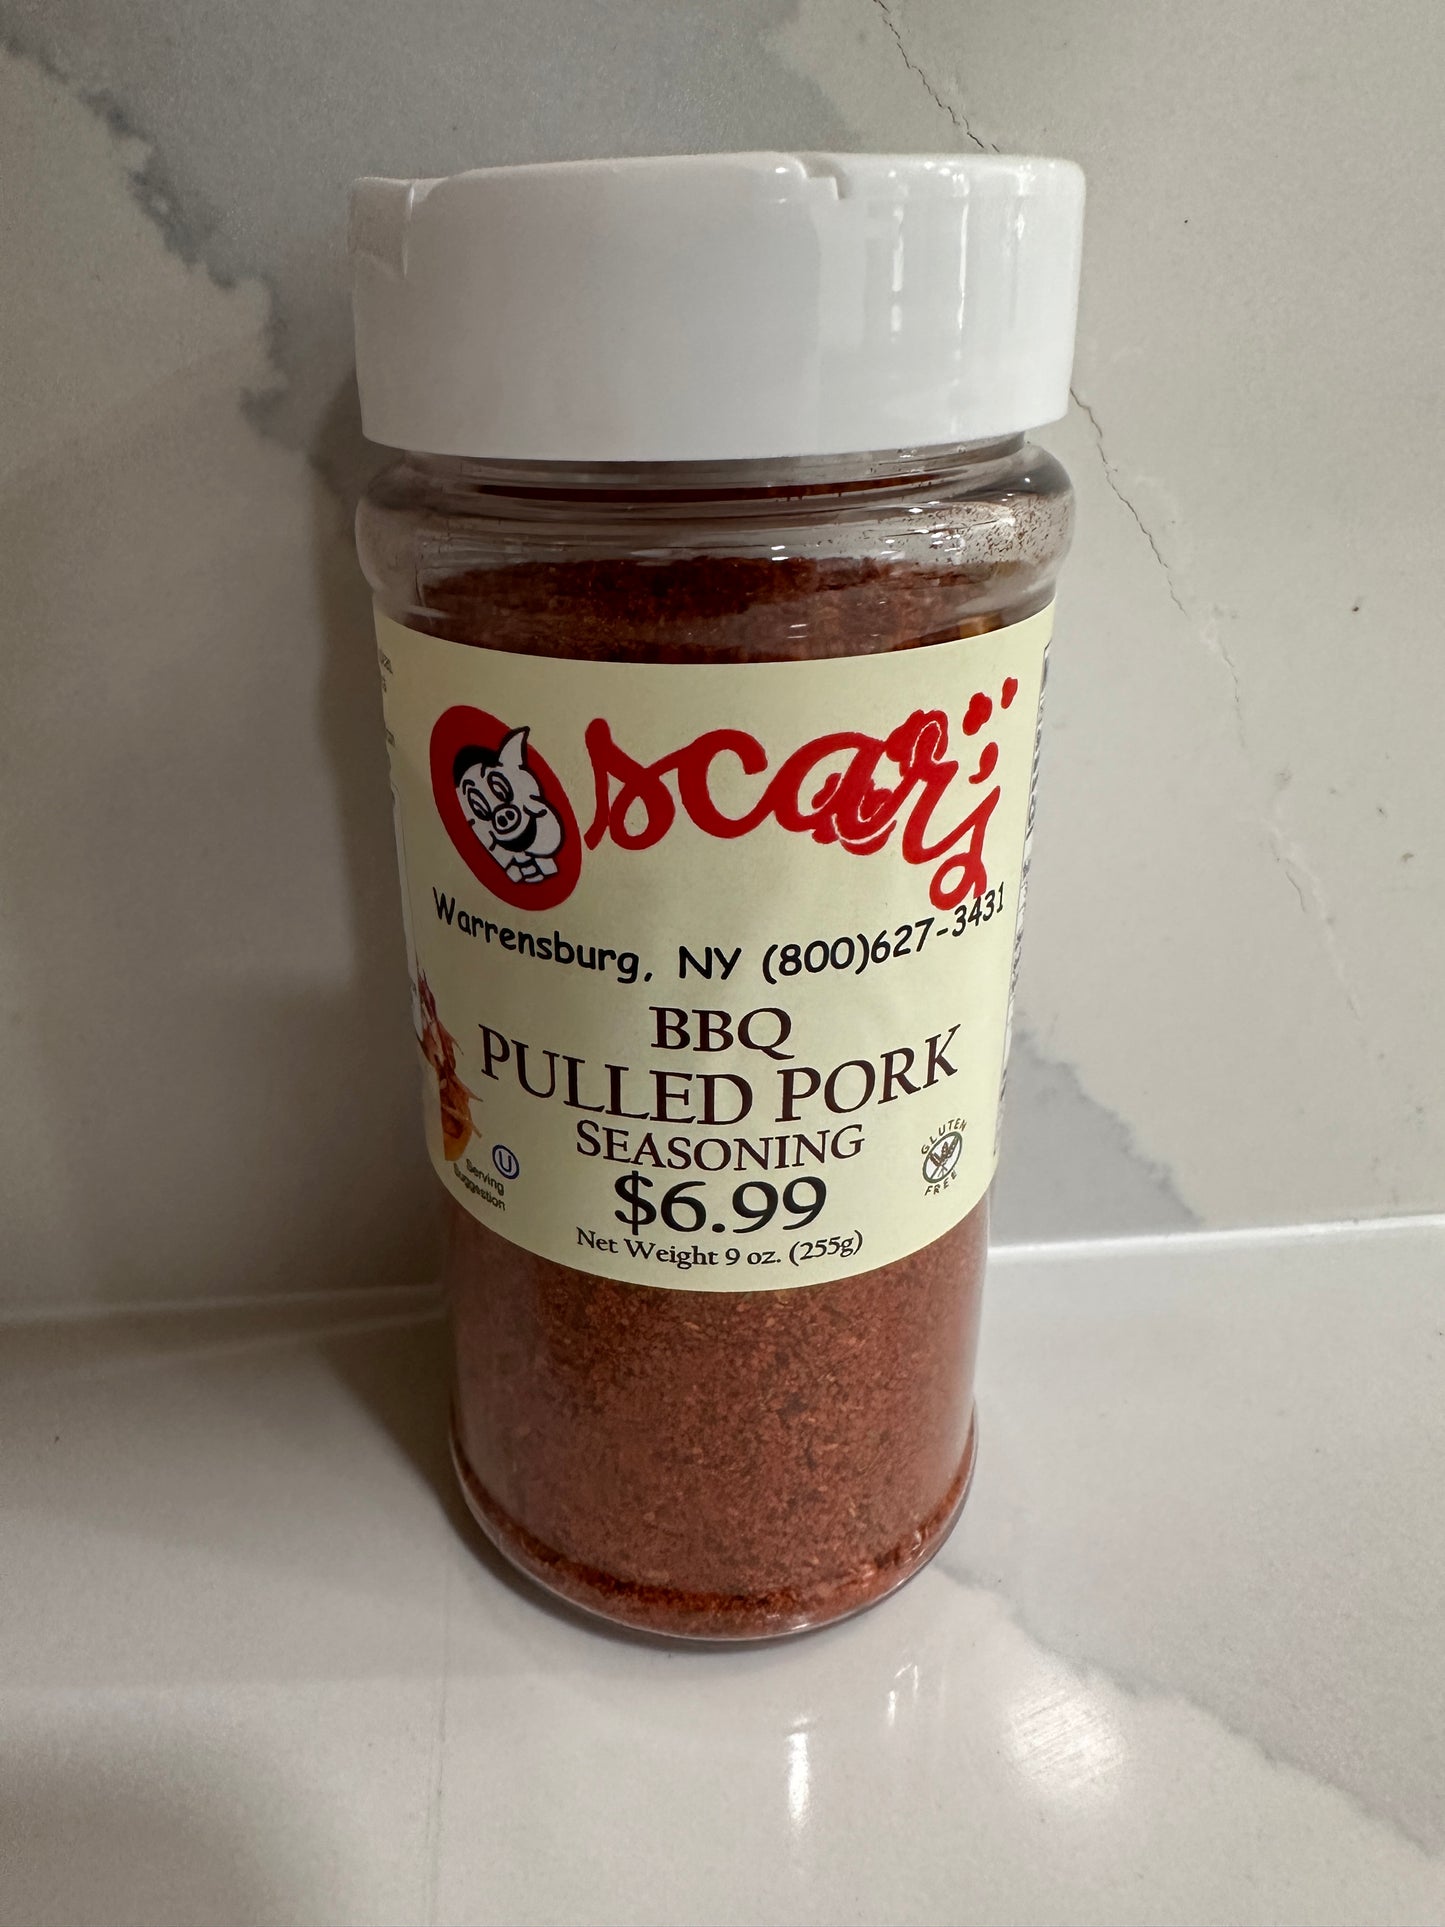 Oscar's
Warrensburg, NY (800)627-3431
BBQ
PULLED PORK
SEASONING
$6.99
Net Weight 9 oz. (255g)
U
Serving
Suggestion
GLUTEN
FREE